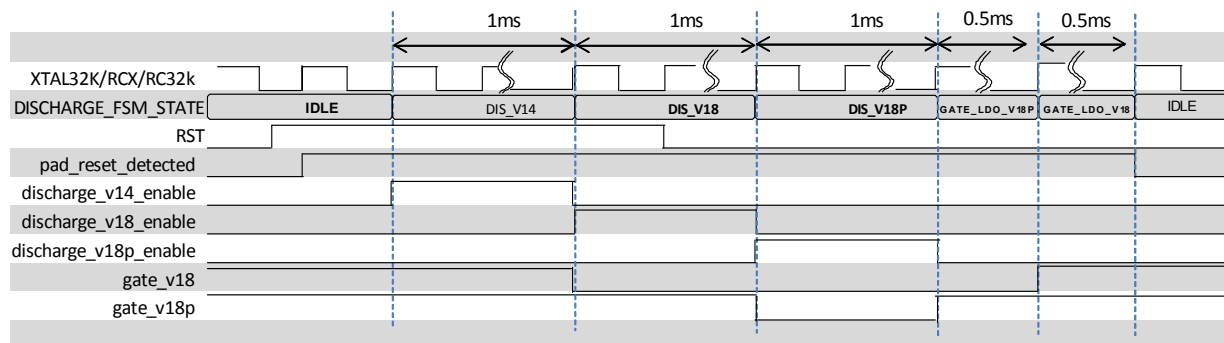 1ms 1ms 1ms 0.5ms 0.5ms
XTAL32K/RCX/RC32k
DISCHARGE_FSM_STATE IDLE DIS_V14 DIS_V18 DIS_V18P GATE_LDO_V18P GATE_LDO_V18 IDLE
RST
pad_reset_detected
discharge_v14_enable
discharge_v18_enable
discharge_v18p_enable
gate_v18
gate_v18p